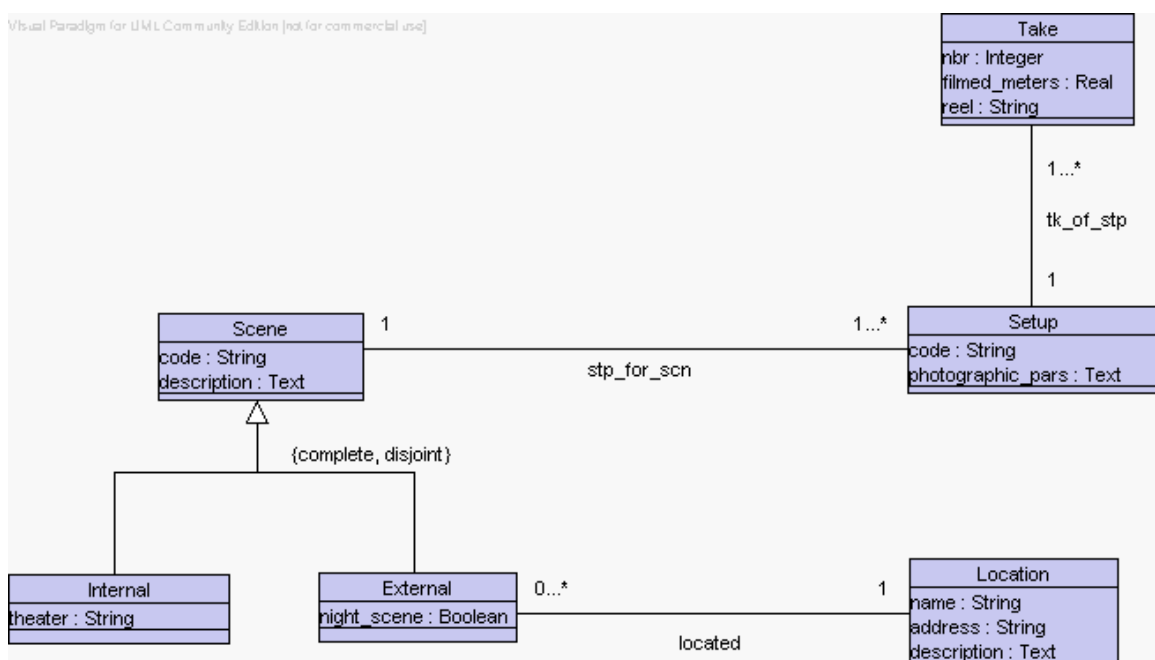 Visual Paradigm for UML Community Edition [not for commercial use]
Take
nbr : Integer
filmed_meters : Real
reel : String
1...*
tk_of_stp
1
Scene
code : String
description : Text
1
1...*
stp_for_scn
Setup
code : String
photographic_pars : Text
{complete, disjoint}
Internal
theater : String
External
night_scene : Boolean
0...*
1
located
Location
name : String
address : String
description : Text